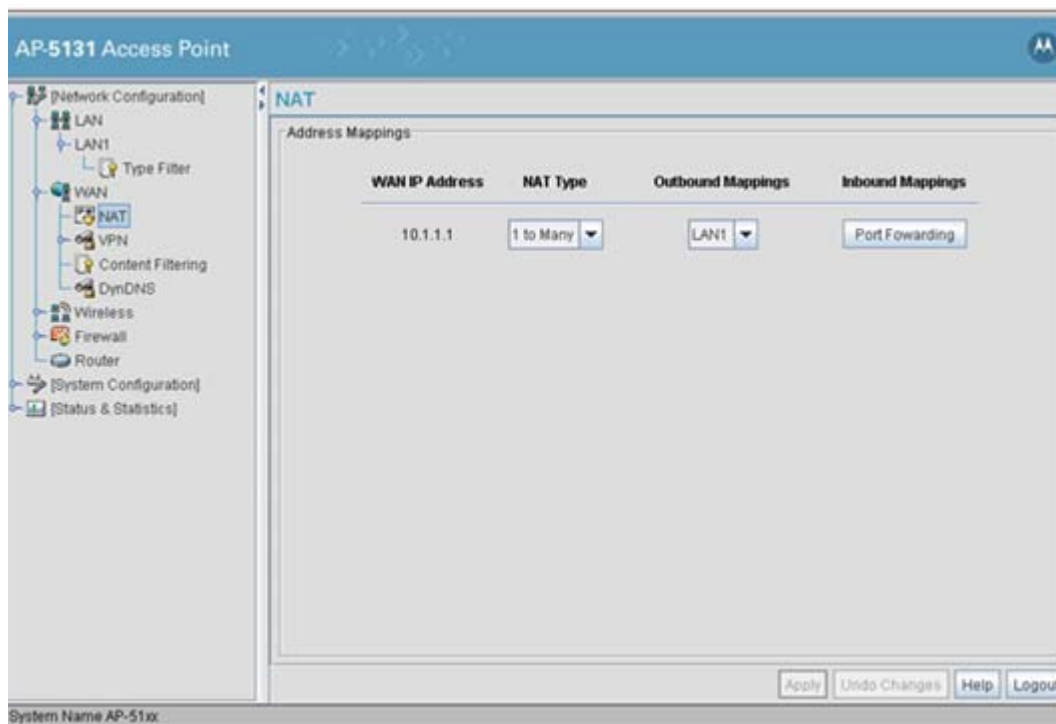 AP-5131 Access Point
[Network Configuration]
LAN
LAN1
Type Filter
WAN
NAT
VPN
Content Filtering
DynDNS
Wireless
Firewall
Router
[System Configuration]
[Status & Statistics]
NAT
Address Mappings
WAN IP Address NAT Type Outbound Mappings Inbound Mappings
10.1.1.1 1 to Many LAN1 Port Fowarding
Apply Undo Changes Help Logout
System Name AP-51xx